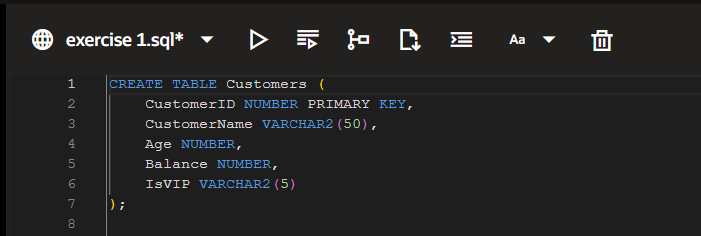 exercise 1.sql*
Aa
1 CREATE TABLE Customers (
2     CustomerID NUMBER PRIMARY KEY,
3     CustomerName VARCHAR2(50),
4     Age NUMBER,
5     Balance NUMBER,
6     IsVIP VARCHAR2(5)
7 );
8